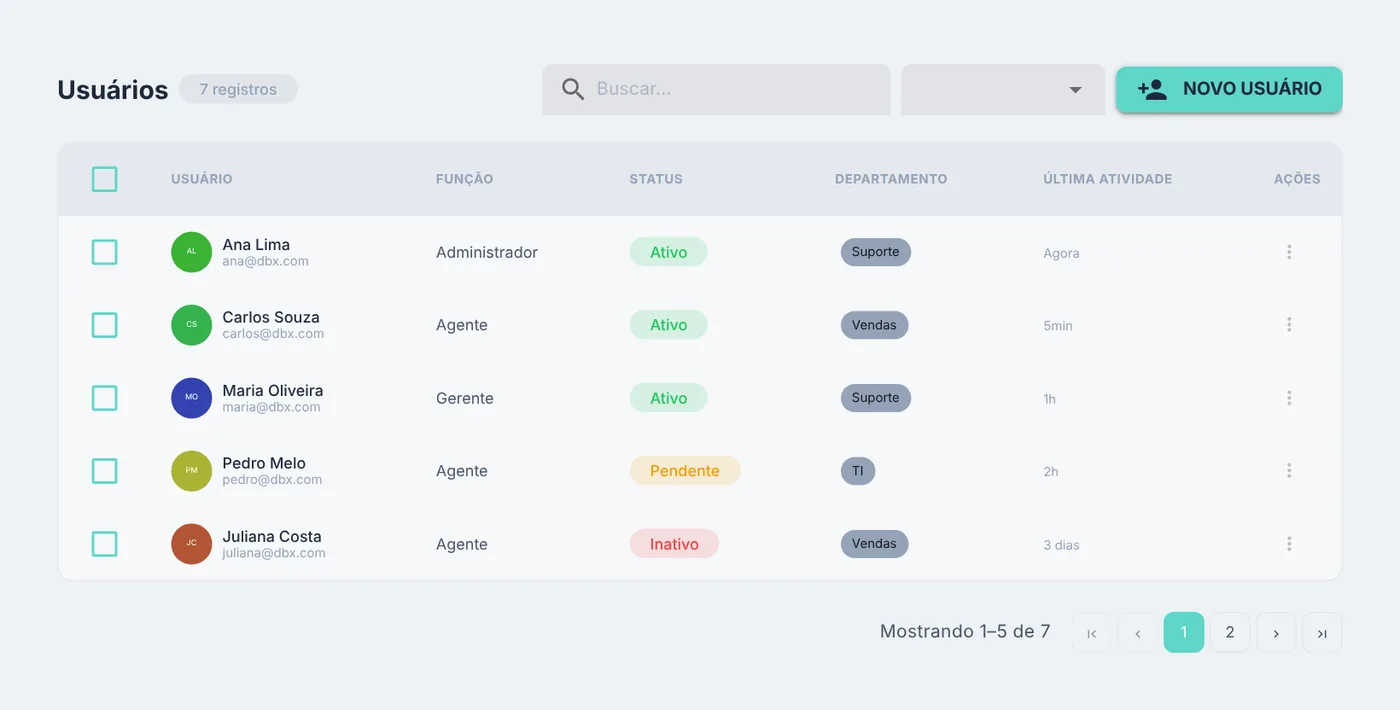 Usuários 7 registros Buscar... NOVO USUÁRIO
USUÁRIO FUNÇÃO STATUS DEPARTAMENTO ÚLTIMA ATIVIDADE AÇÕES
AL Ana Lima Administrador Ativo Suporte Agora
ana@dbx.com
CS Carlos Souza Agente Ativo Vendas 5min
carlos@dbx.com
MO Maria Oliveira Gerente Ativo Suporte 1h
maria@dbx.com
PM Pedro Melo Agente Pendente TI 2h
pedro@dbx.com
JC Juliana Costa Agente Inativo Vendas 3 dias
juliana@dbx.com
Mostrando 1–5 de 7 1 2